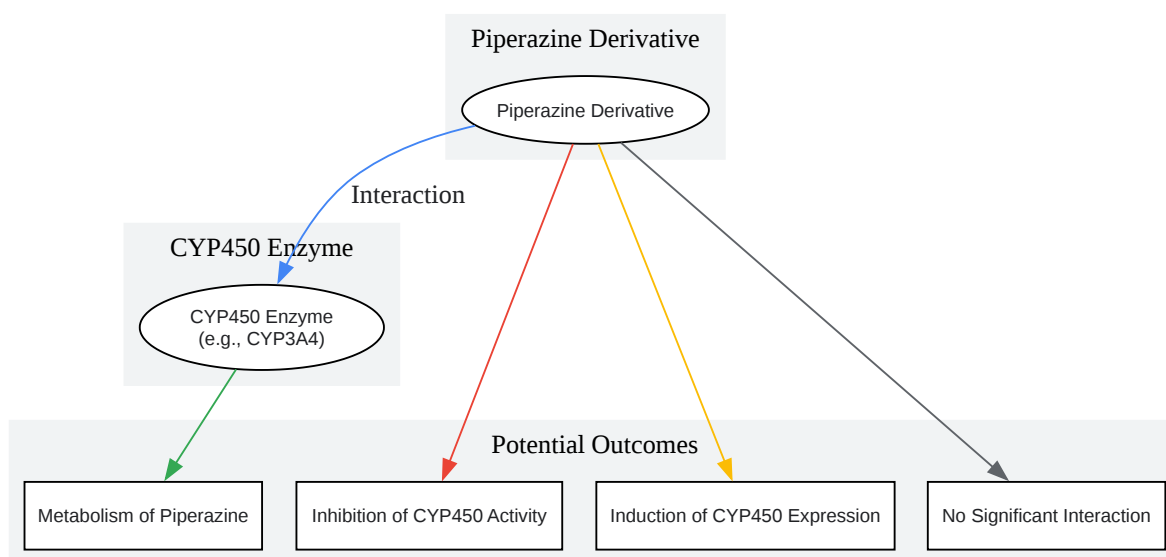 Piperazine Derivative
Piperazine Derivative
Interaction
CYP450 Enzyme
CYP450 Enzyme
(e.g., CYP3A4)
Potential Outcomes
Metabolism of Piperazine
Inhibition of CYP450 Activity
Induction of CYP450 Expression
No Significant Interaction